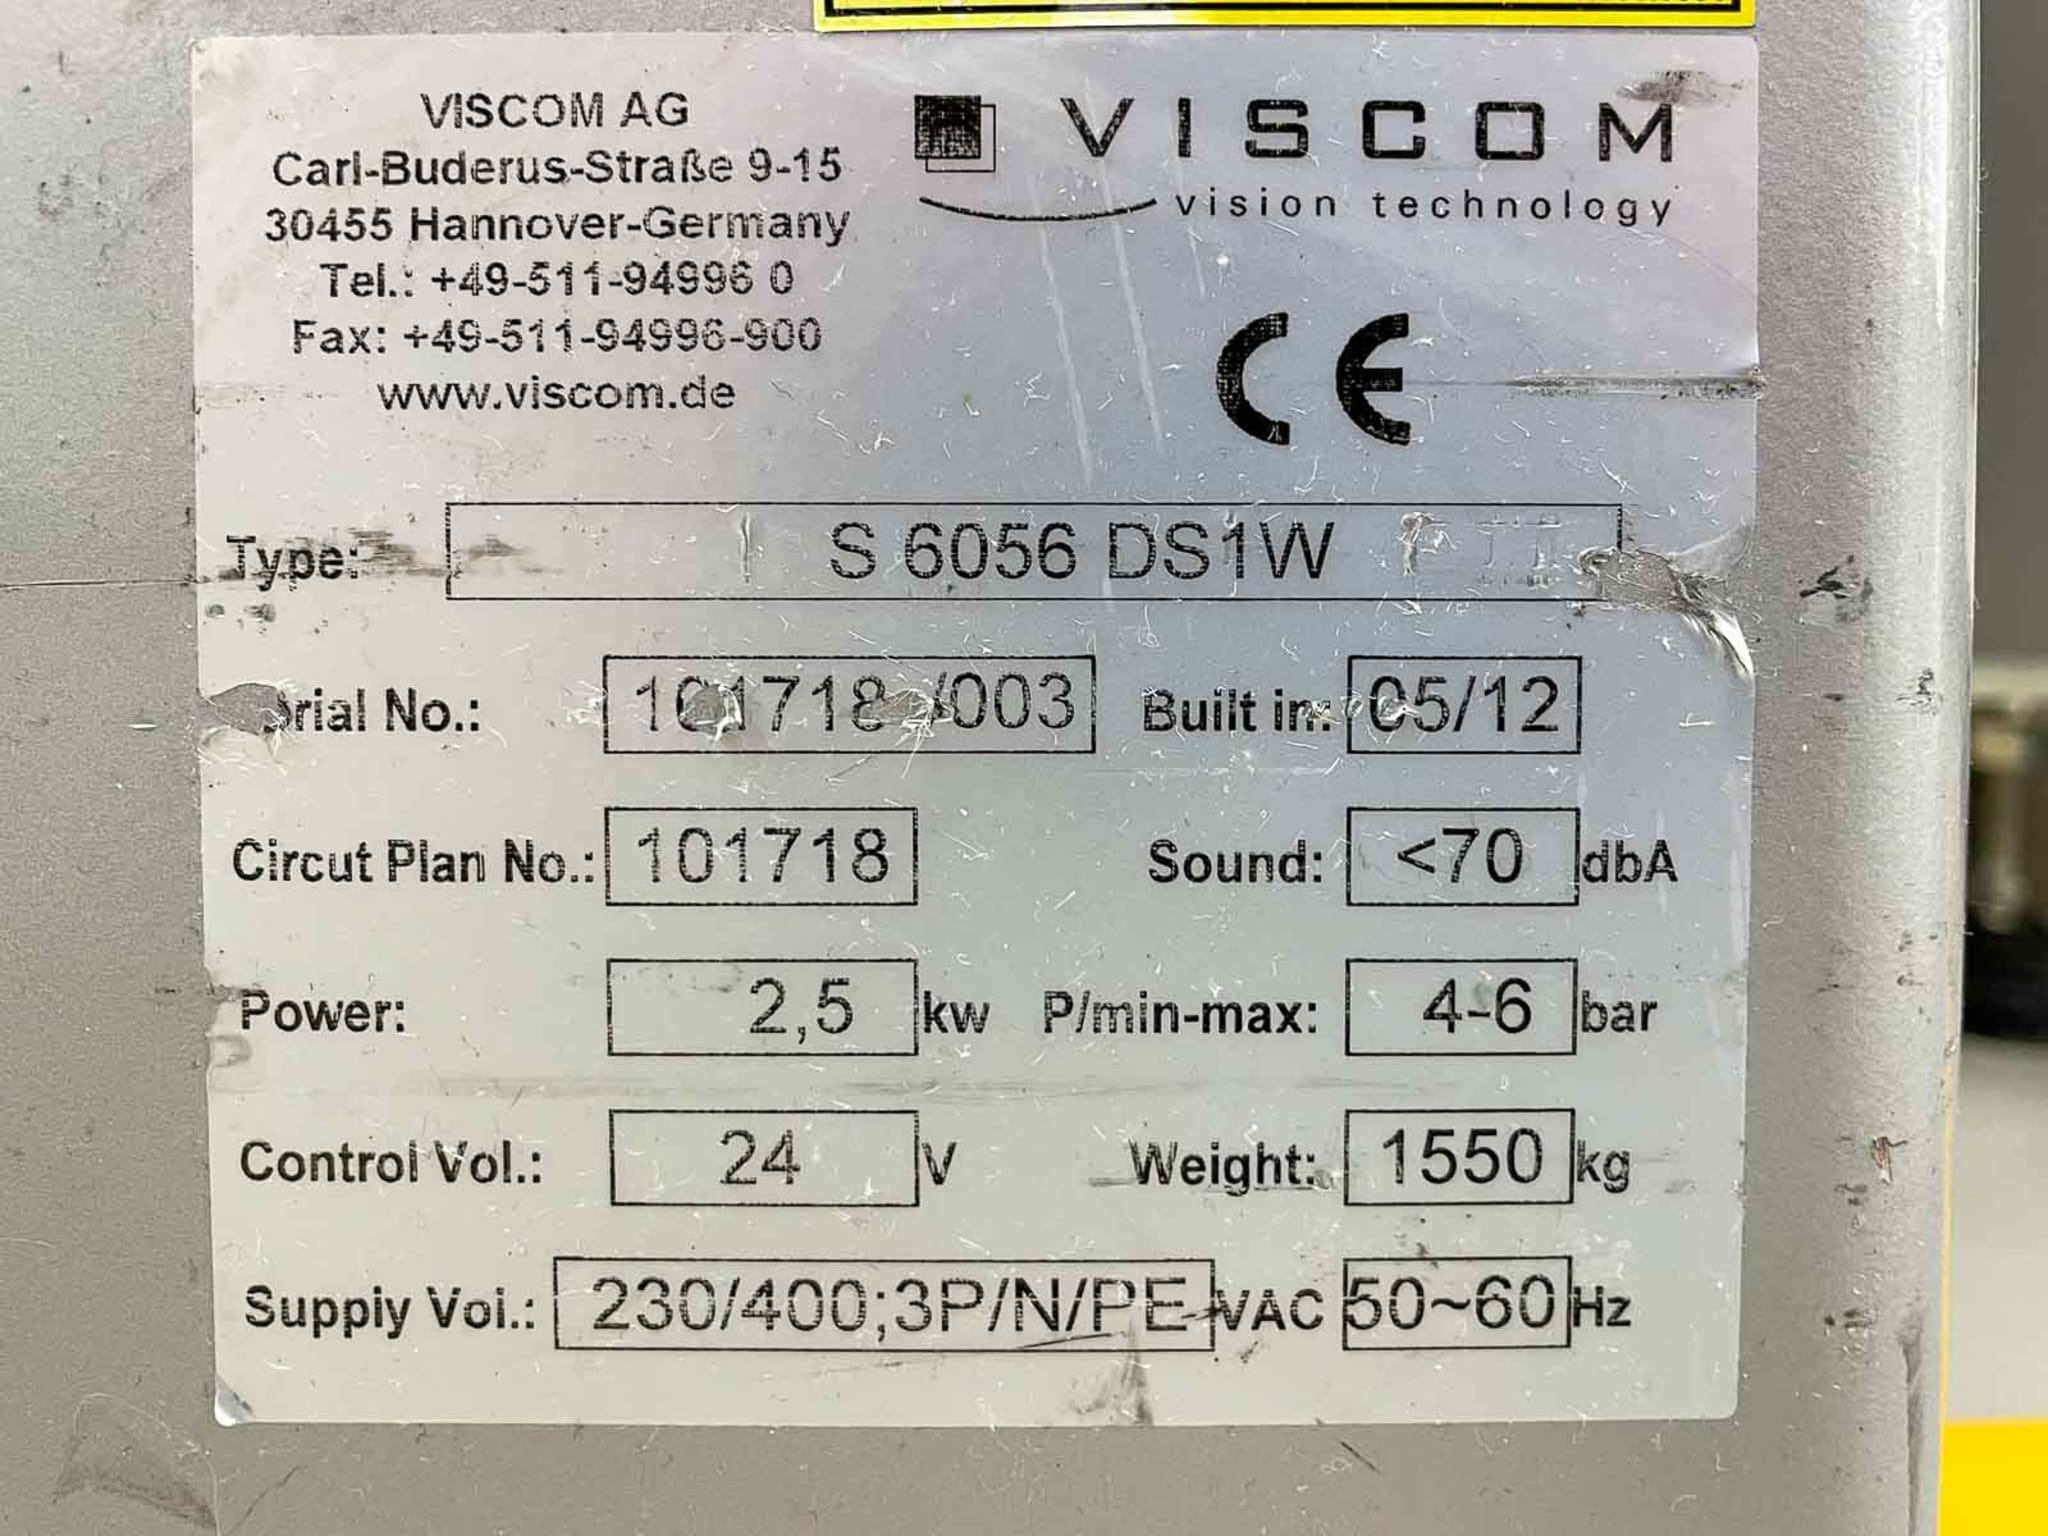 VISCOM AG
Carl-Buderus-Straße 9-15
30455 Hannover-Germany
Tel.: +49-511-94996 0
Fax: +49-511-94996-900
www.viscom.de
VISCOM
vision technology
CE
Type: S 6056 DS1W
No.: 101718 /003 Built in: 05/12
Circut Plan No.: 101718 Sound: <70 dbA
Power: 2,5 kw P/min-max: 4-6 bar
Control Vol.: 24 V Weight: 1550 kg
Supply Vol.: 230/400;3P/N/PE VAC 50~60 Hz